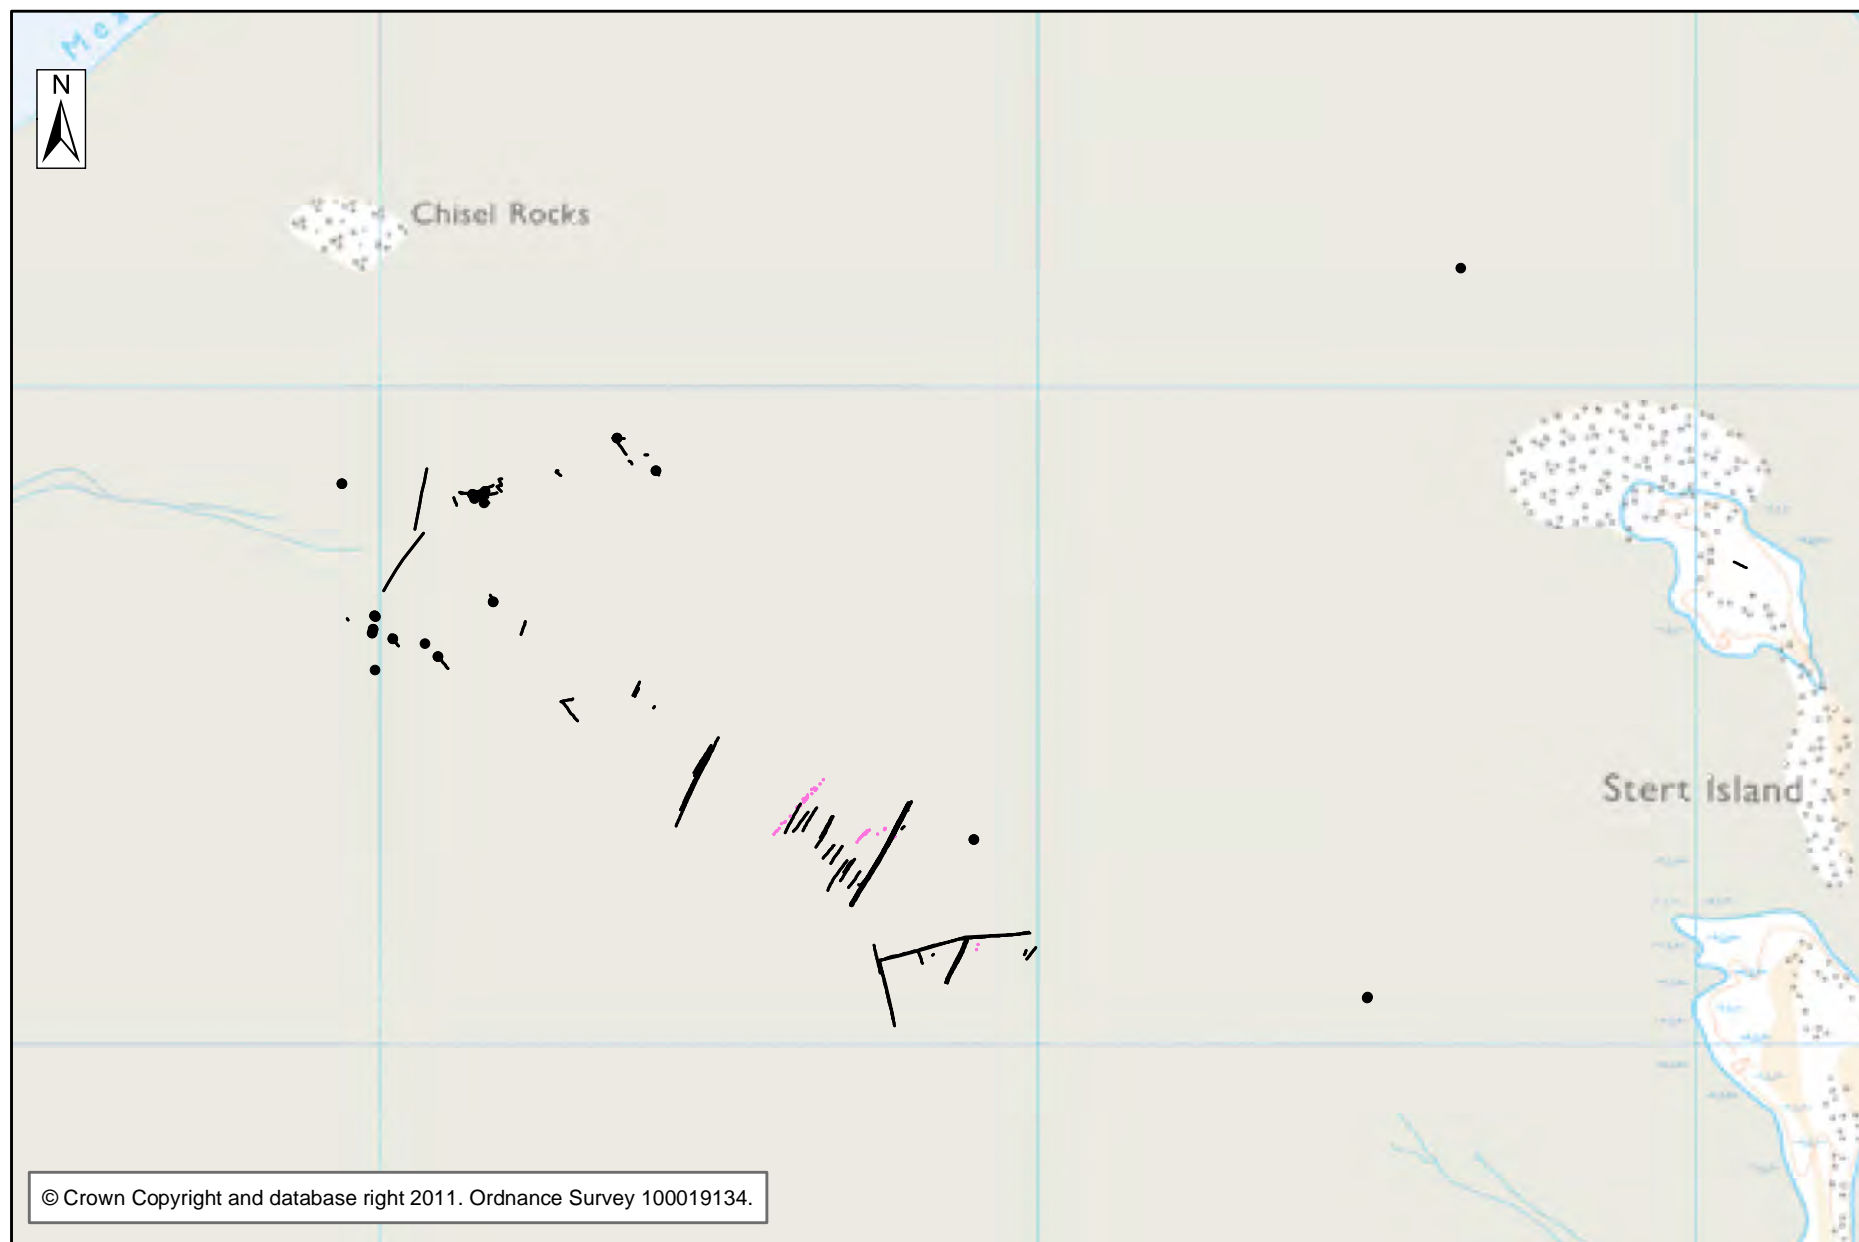 N
Chisel Rocks
Stert Island
© Crown Copyright and database right 2011. Ordnance Survey 100019134.